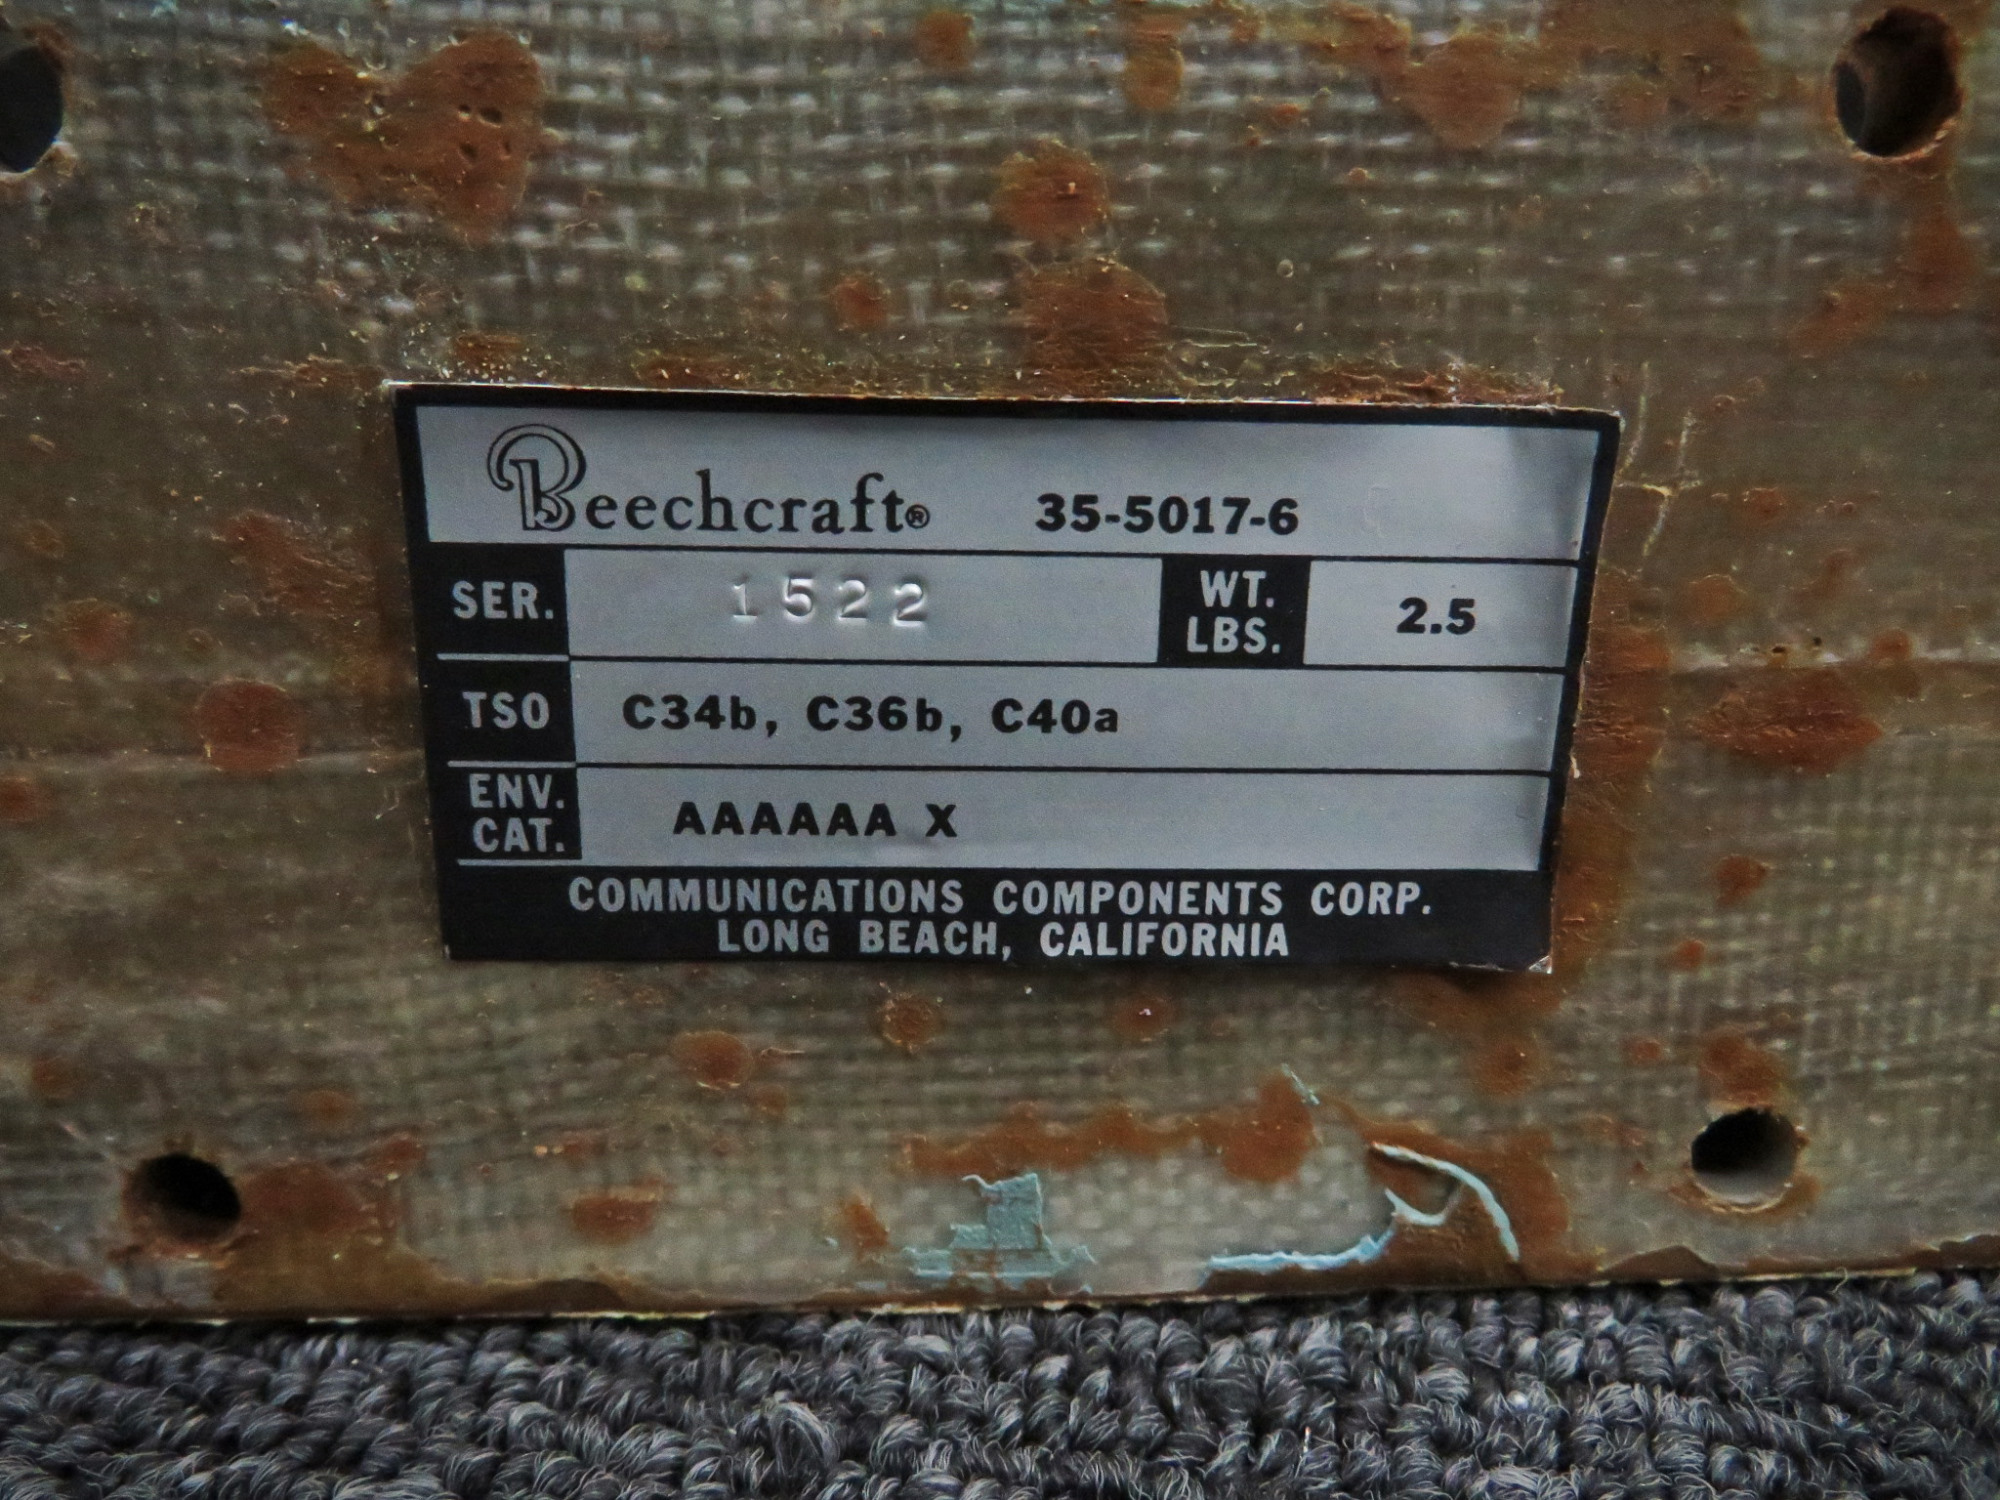 Beechcraft® 35-5017-6
SER. 1522 WT. LBS. 2.5
TSO C34b, C36b, C40a
ENV. CAT. AAAAAA X
COMMUNICATIONS COMPONENTS CORP.
LONG BEACH, CALIFORNIA